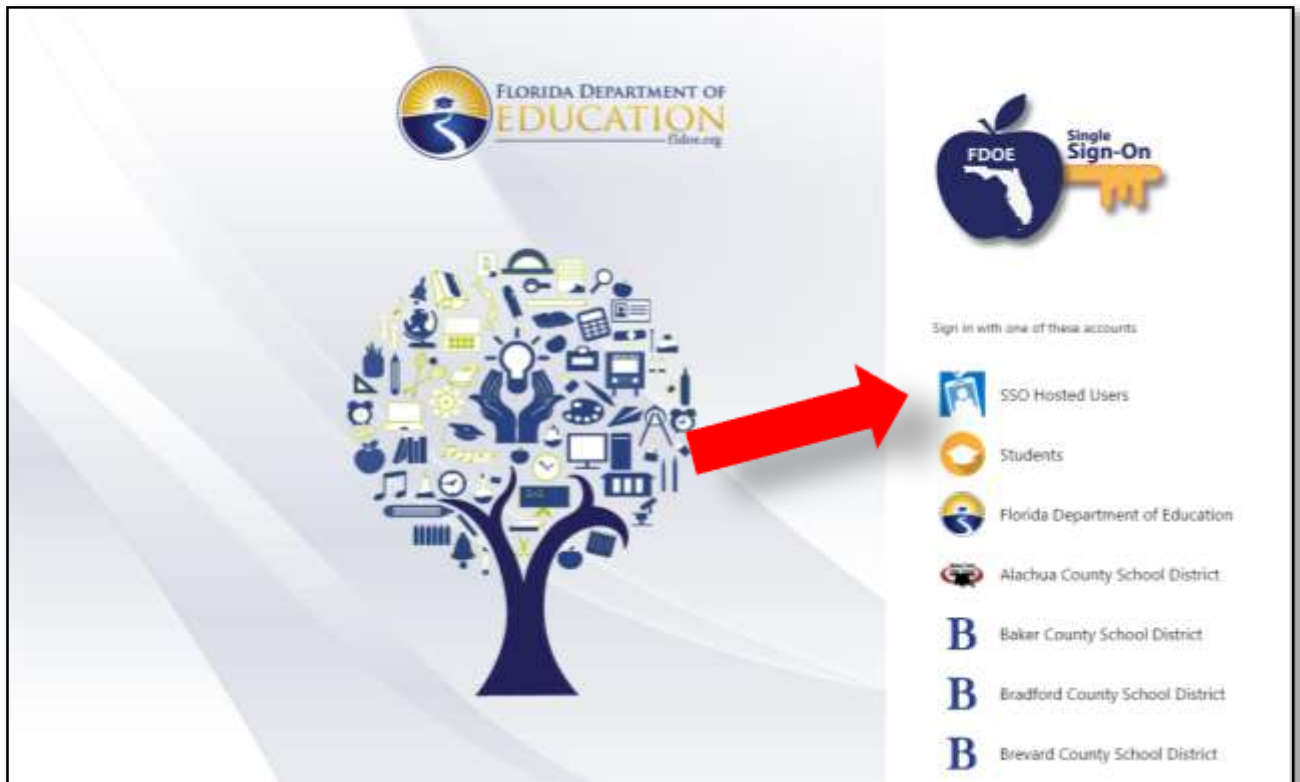 FLORIDA DEPARTMENT OF
EDUCATION
fldoe.org
FDOE
Single
Sign-On
Sign in with one of these accounts
SSO Hosted Users
Students
Florida Department of Education
Alachua County School District
B Baker County School District
B Bradford County School District
B Brevard County School District